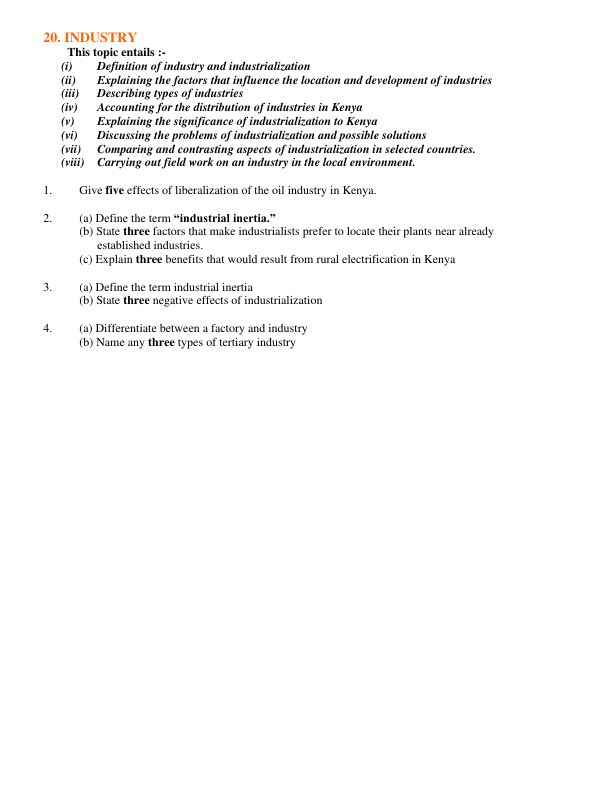 20. INDUSTRY
This topic entails :-
(i) Definition of industry and industrialization
(ii) Explaining the factors that influence the location and development of industries
(iii) Describing types of industries
(iv) Accounting for the distribution of industries in Kenya
(v) Explaining the significance of industrialization to Kenya
(vi) Discussing the problems of industrialization and possible solutions
(vii) Comparing and contrasting aspects of industrialization in selected countries.
(viii) Carrying out field work on an industry in the local environment.
1. Give five effects of liberalization of the oil industry in Kenya.
2. (a) Define the term “industrial inertia.”
(b) State three factors that make industrialists prefer to locate their plants near already
established industries.
(c) Explain three benefits that would result from rural electrification in Kenya
3. (a) Define the term industrial inertia
(b) State three negative effects of industrialization
4. (a) Differentiate between a factory and industry
(b) Name any three types of tertiary industry